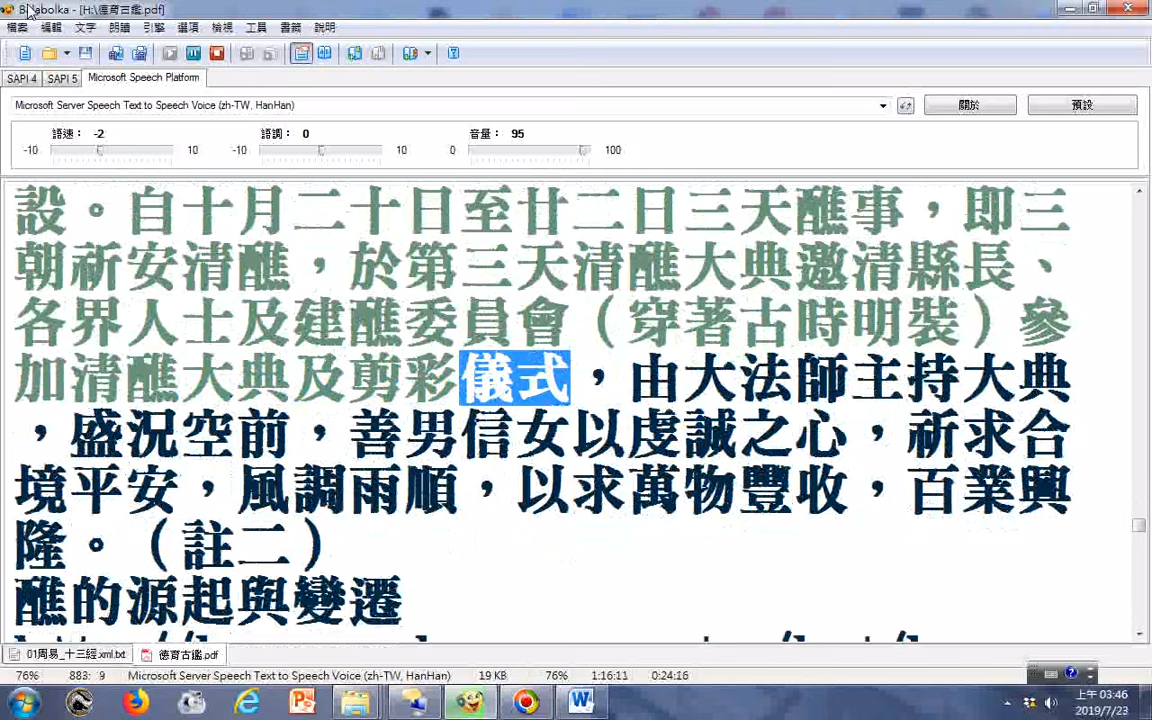 Balabolka - [H:\德育古鑑.pdf]
檔案 編輯 文字 朗讀 引擎 選項 檢視 工具 書籤 說明
SAPI 4 SAPI 5 Microsoft Speech Platform
Microsoft Server Speech Text to Speech Voice (zh-TW, HanHan) 關於 預設
語速： -2 語調： 0 音量： 95
-10 10 -10 10 0 100
設。自十月二十日至廿二日三天醮事，即三
朝祈安清醮，於第三天清醮大典邀清縣長、
各界人士及建醮委員會（穿著古時明裝）參
加清醮大典及剪彩儀式，由大法師主持大典
，盛況空前，善男信女以虔誠之心，祈求合
境平安，風調雨順，以求萬物豐收，百業興
隆。（註二）
醮的源起與變遷
01周易_十三經.xml.txt 德育古鑑.pdf
76% 883: 9 Microsoft Server Speech Text to Speech Voice (zh-TW, HanHan) 19 KB 76% 1:16:11 0:24:16
上午 03:46
2019/7/23